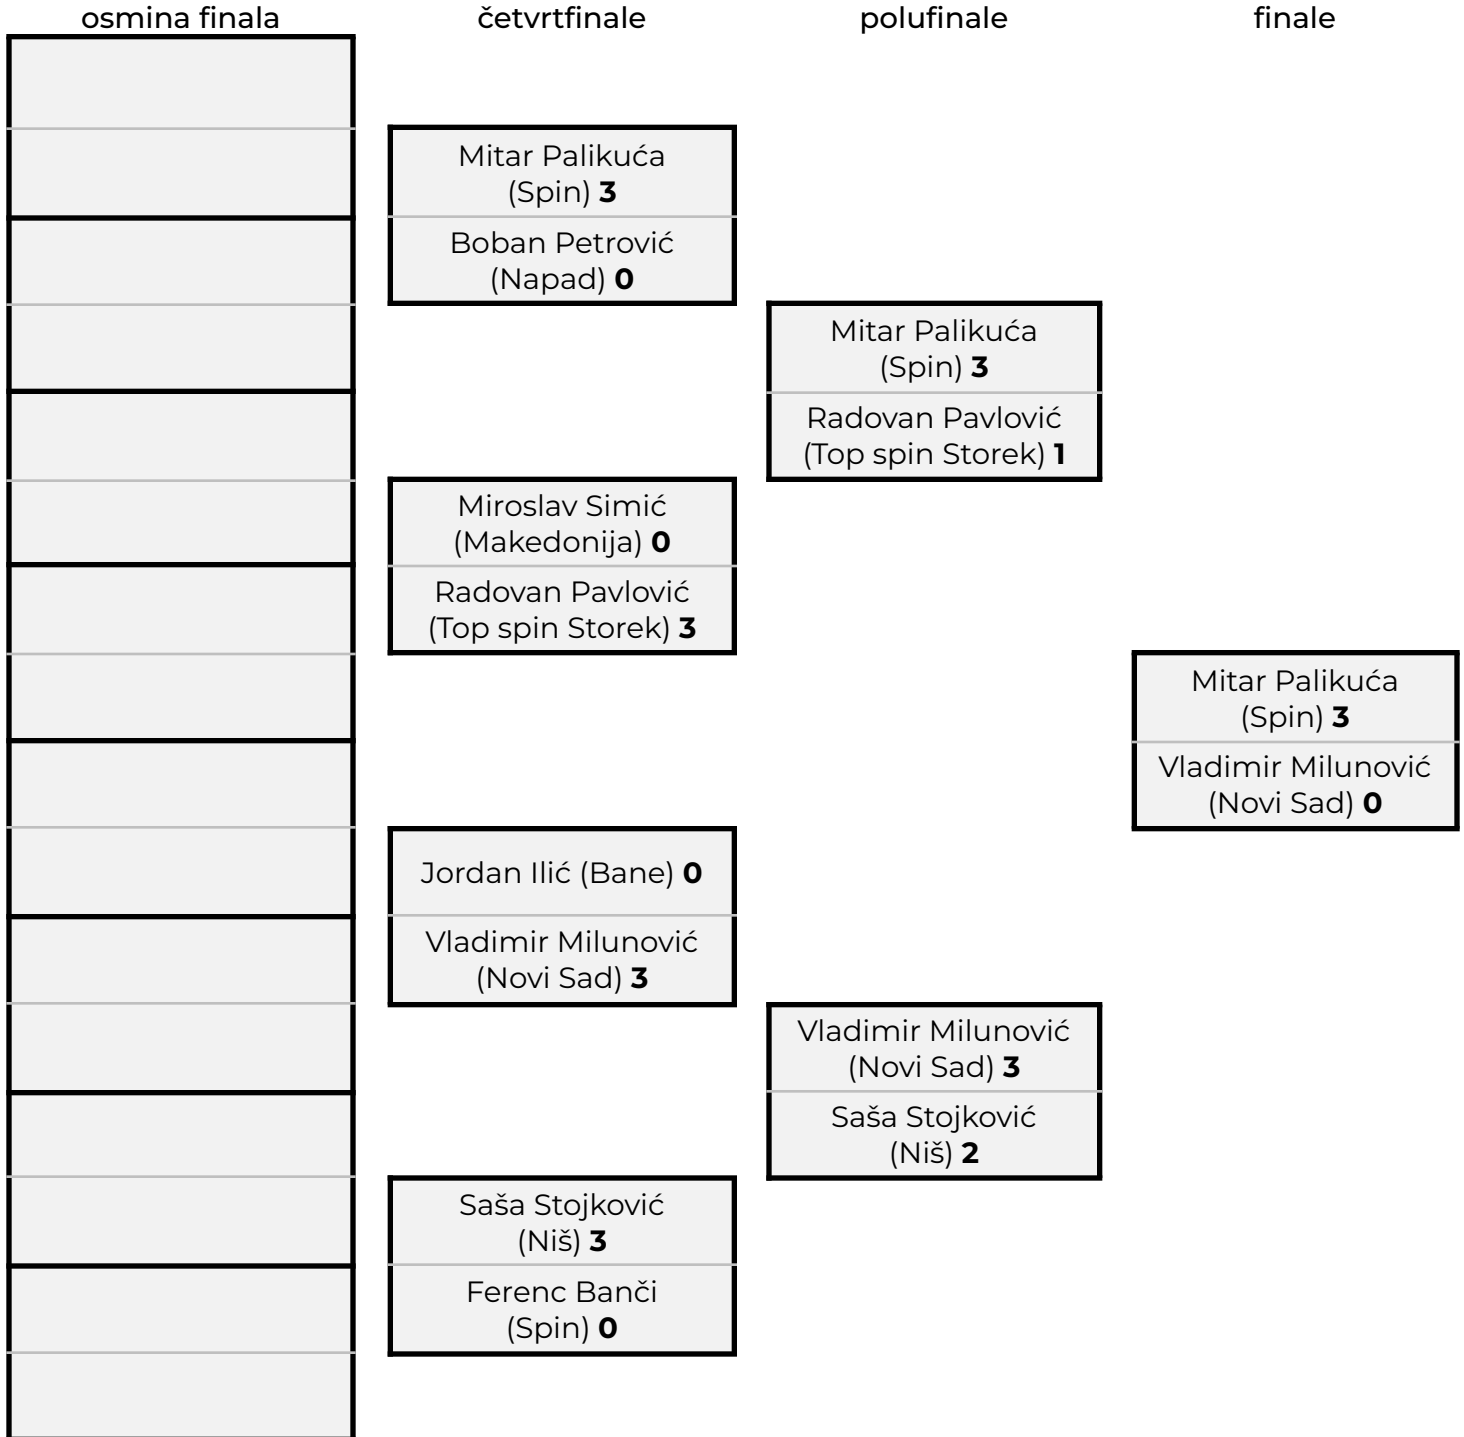 osmina finala
četvrtfinale
polufinale
finale
Mitar Palikuća
(Spin) 3
Boban Petrović
(Napad) 0
Mitar Palikuća
(Spin) 3
Radovan Pavlović
(Top spin Storek) 1
Miroslav Simić
(Makedonija) 0
Radovan Pavlović
(Top spin Storek) 3
Mitar Palikuća
(Spin) 3
Vladimir Milunović
(Novi Sad) 0
Jordan Ilić (Bane) 0
Vladimir Milunović
(Novi Sad) 3
Vladimir Milunović
(Novi Sad) 3
Saša Stojković
(Niš) 2
Saša Stojković
(Niš) 3
Ferenc Banči
(Spin) 0